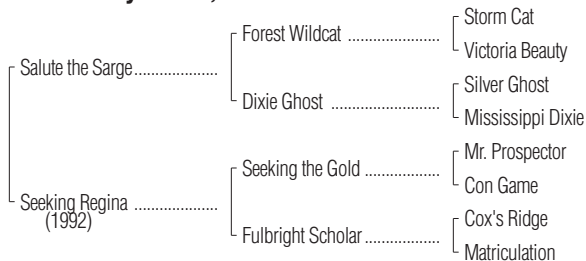 Storm Cat
Forest Wildcat ....................
Victoria Beauty
Salute the Sarge....................
Silver Ghost
Dixie Ghost ........................
Mississippi Dixie
Mr. Prospector
Seeking the Gold .................
Con Game
Seeking Regina ...................
(1992)
Cox's Ridge
Fulbright Scholar.................
Matriculation